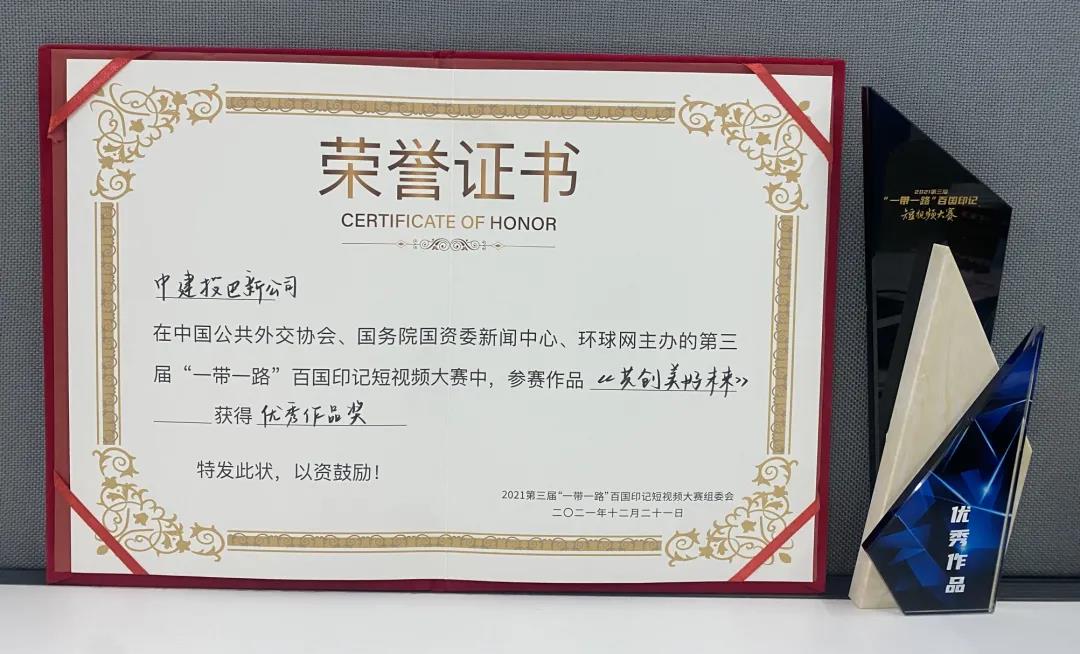 荣誉证书
CERTIFICATE OF HONOR
中建投巴新公司
在中国公共外交协会、国务院国资委新闻中心、环球网主办的第三
届“一带一路”百国印记短视频大赛中，参赛作品《共创美好未来》
获得优秀作品奖
特发此状，以资鼓励！
2021第三届“一带一路”百国印记短视频大赛组委会
二〇二一年十二月二十一日
2021第三届
“一带一路”百国印记
短视频大赛
优秀作品